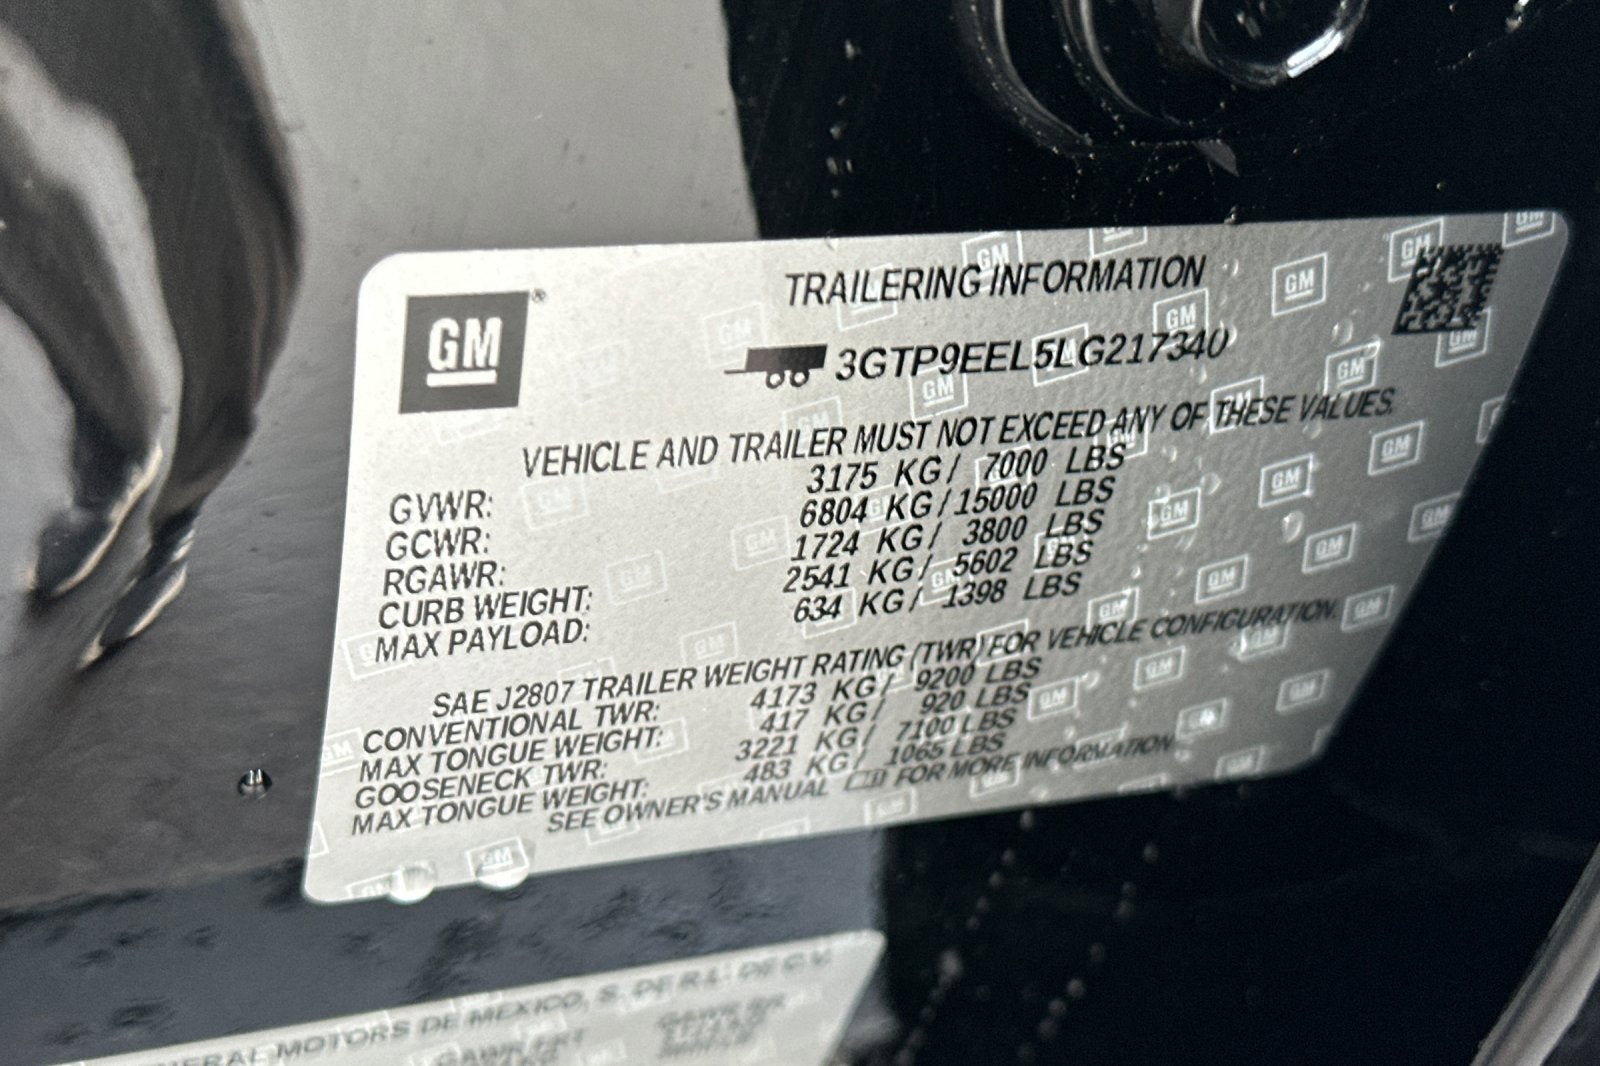 GM®
TRAILERING INFORMATION
3GTP9EEL5LG217340
VEHICLE AND TRAILER MUST NOT EXCEED ANY OF THESE VALUES.
GVWR: 3175 KG/ 7000 LBS
GCWR: 6804 KG/15000 LBS
RGAWR: 1724 KG/ 3800 LBS
CURB WEIGHT: 2541 KG/ 5602 LBS
MAX PAYLOAD: 634 KG/ 1398 LBS
SAE J2807 TRAILER WEIGHT RATING (TWR) FOR VEHICLE CONFIGURATION.
CONVENTIONAL TWR: 4173 KG/ 9200 LBS
MAX TONGUE WEIGHT: 417 KG/ 920 LBS
GOOSENECK TWR: 3221 KG/ 7100 LBS
MAX TONGUE WEIGHT: 483 KG/ 1065 LBS
SEE OWNER'S MANUAL FOR MORE INFORMATION
MOTORS DE MEXICO, S. DE R.L. DE C.V.
GAWR FRT